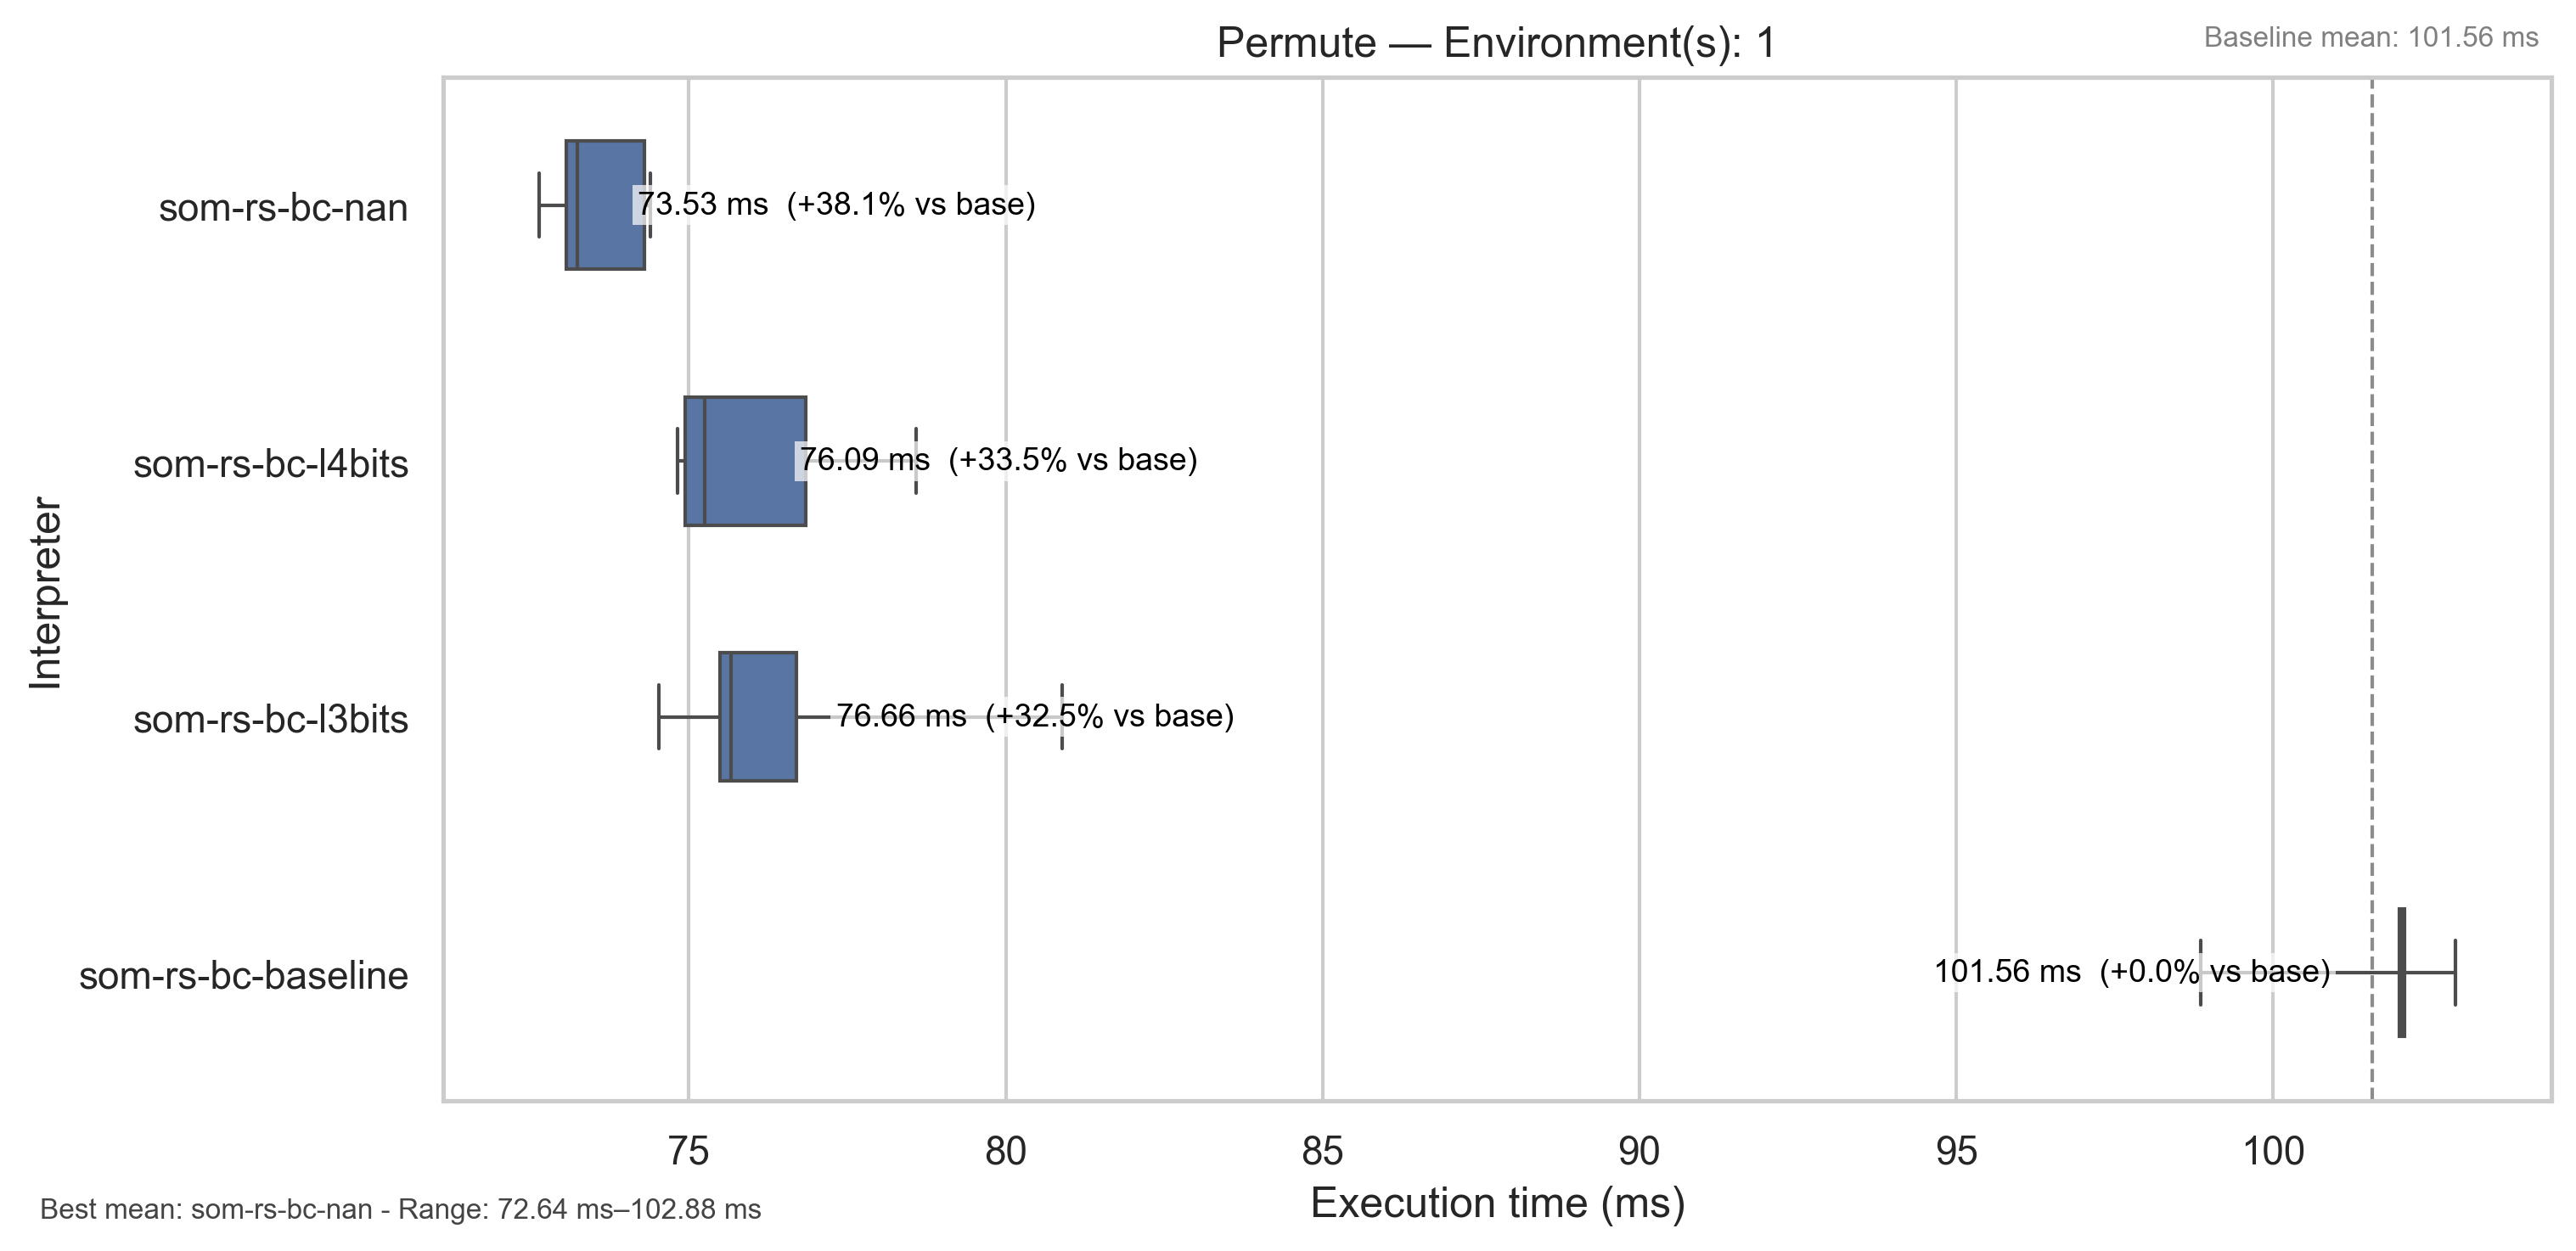 Permute — Environment(s): 1
Baseline mean: 101.56 ms
som-rs-bc-nan
73.53 ms (+38.1% vs base)
som-rs-bc-l4bits
76.09 ms (+33.5% vs base)
Interpreter
som-rs-bc-l3bits
76.66 ms (+32.5% vs base)
som-rs-bc-baseline
101.56 ms (+0.0% vs base)
75 80 85 90 95 100
Execution time (ms)
Best mean: som-rs-bc-nan - Range: 72.64 ms–102.88 ms